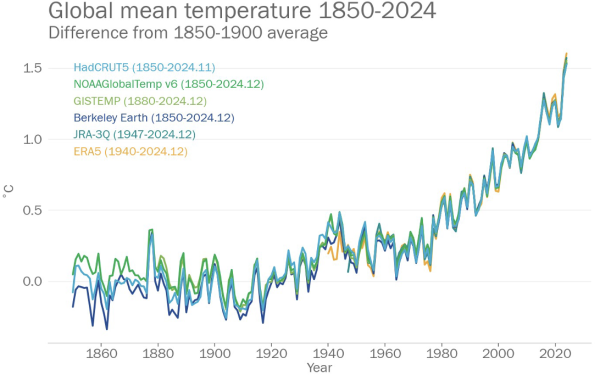 Global mean temperature 1850-2024
Difference from 1850-1900 average
HadCRUT5 (1850-2024.11)
NOAAGlobalTemp v6 (1850-2024.12)
GISTEMP (1880-2024.12)
Berkeley Earth (1850-2024.12)
JRA-3Q (1947-2024.12)
ERA5 (1940-2024.12)
1.5
1.0
0.5
0.0
°C
1860 1880 1900 1920 1940 1960 1980 2000 2020
Year